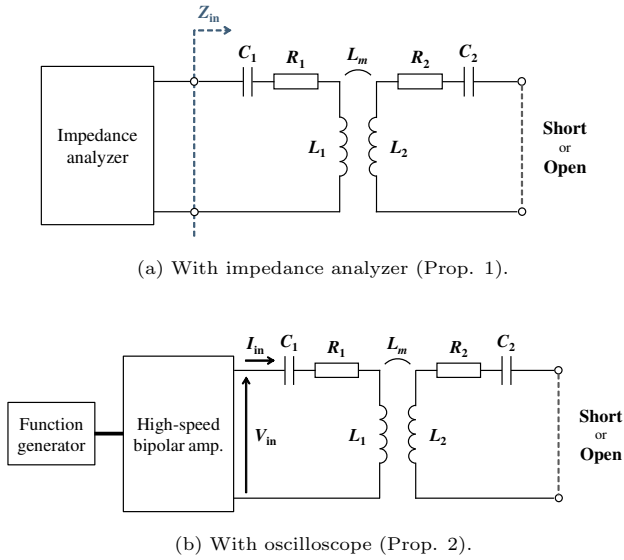 Z_in
C_1 R_1 L_m R_2 C_2
Impedance
analyzer
L_1 L_2
Short
or
Open
(a) With impedance analyzer (Prop. 1).
I_in C_1 R_1 L_m R_2 C_2
Function
generator
High-speed
bipolar amp.
V_in
L_1 L_2
Short
or
Open
(b) With oscilloscope (Prop. 2).